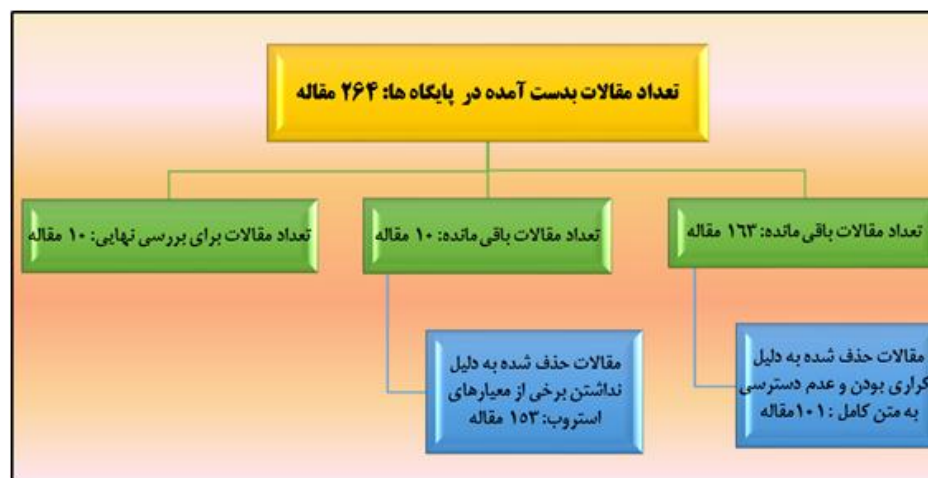 تعداد مقالات بدست آمده در پایگاه ها: ۲۶۴ مقاله
تعداد مقالات باقی مانده: ۱۶۳ مقاله
تعداد مقالات باقی مانده: ۱۰ مقاله
تعداد مقالات برای بررسی نهایی: ۱۰ مقاله
مقالات حذف شده به دلیل
کراری بودن و عدم دسترسی
به متن کامل : ۱۰۱مقاله
مقالات حذف شده به دلیل
نداشتن برخی از معیارهای
استروب: ۱۵۳ مقاله